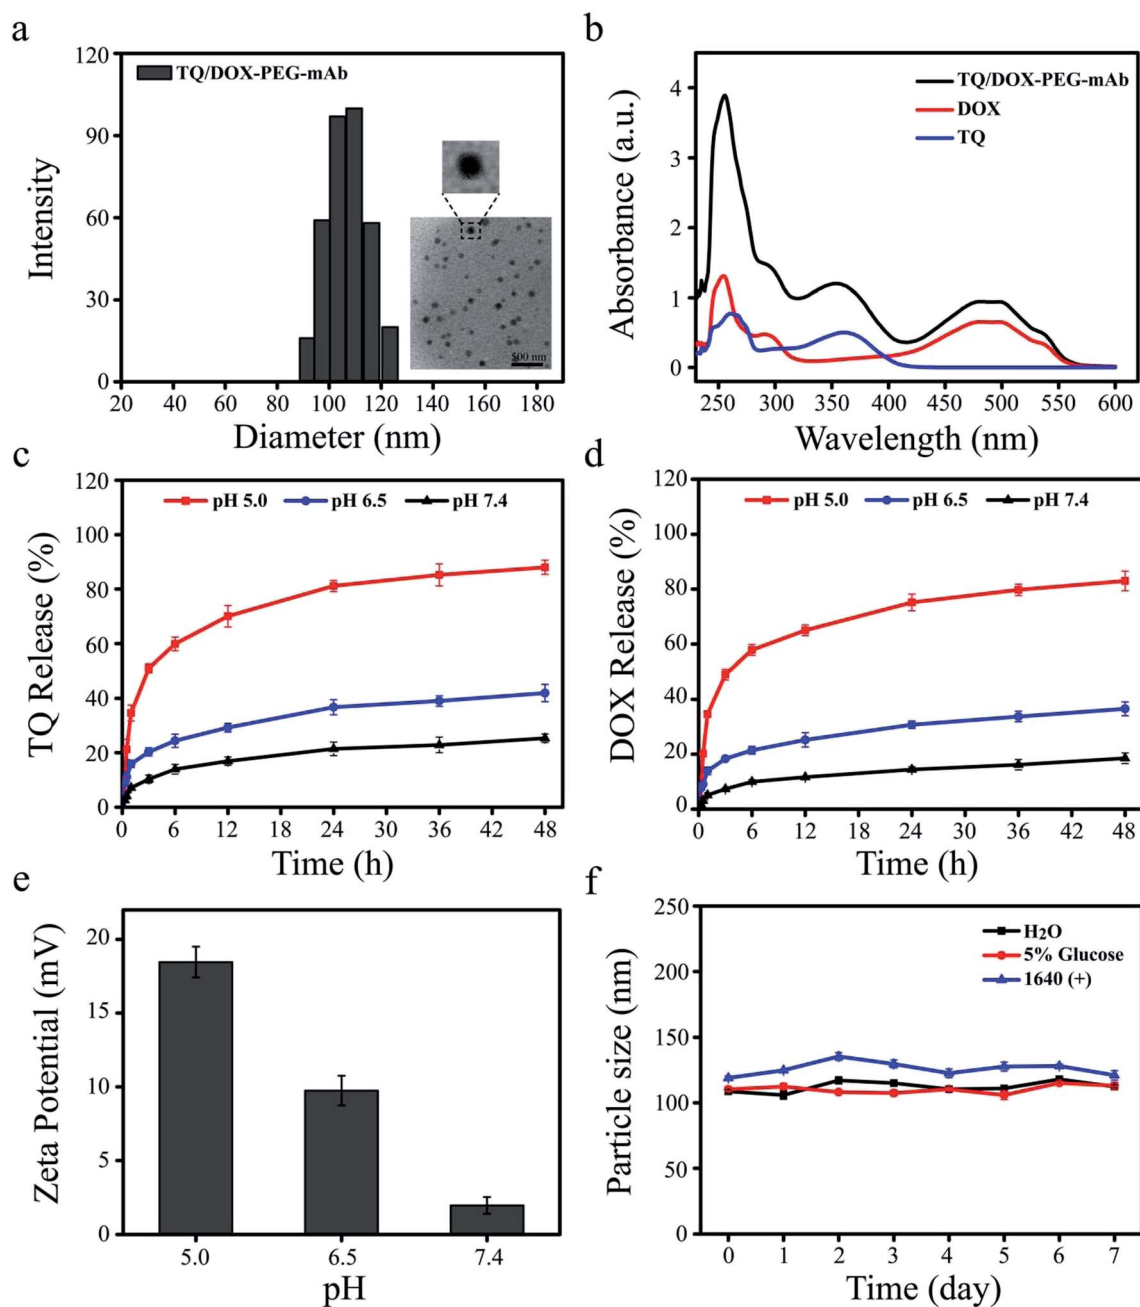 a
120
90
60
30
0
Intensity
TQ/DOX-PEG-mAb
500 nm
20 40 60 80 100 120 140 160 180
Diameter (nm)
b
4
3
2
1
0
Absorbance (a.u.)
TQ/DOX-PEG-mAb
DOX
TQ
250 300 350 400 450 500 550 600
Wavelength (nm)
c
120
100
80
60
40
20
0
TQ Release (%)
pH 5.0 pH 6.5 pH 7.4
0 6 12 18 24 30 36 42 48
Time (h)
d
120
100
80
60
40
20
0
DOX Release (%)
pH 5.0 pH 6.5 pH 7.4
0 6 12 18 24 30 36 42 48
Time (h)
e
20
15
10
5
0
Zeta Potential (mV)
5.0 6.5 7.4
pH
f
250
200
150
100
50
0
Particle size (nm)
H2O
5% Glucose
1640 (+)
0 1 2 3 4 5 6 7
Time (day)